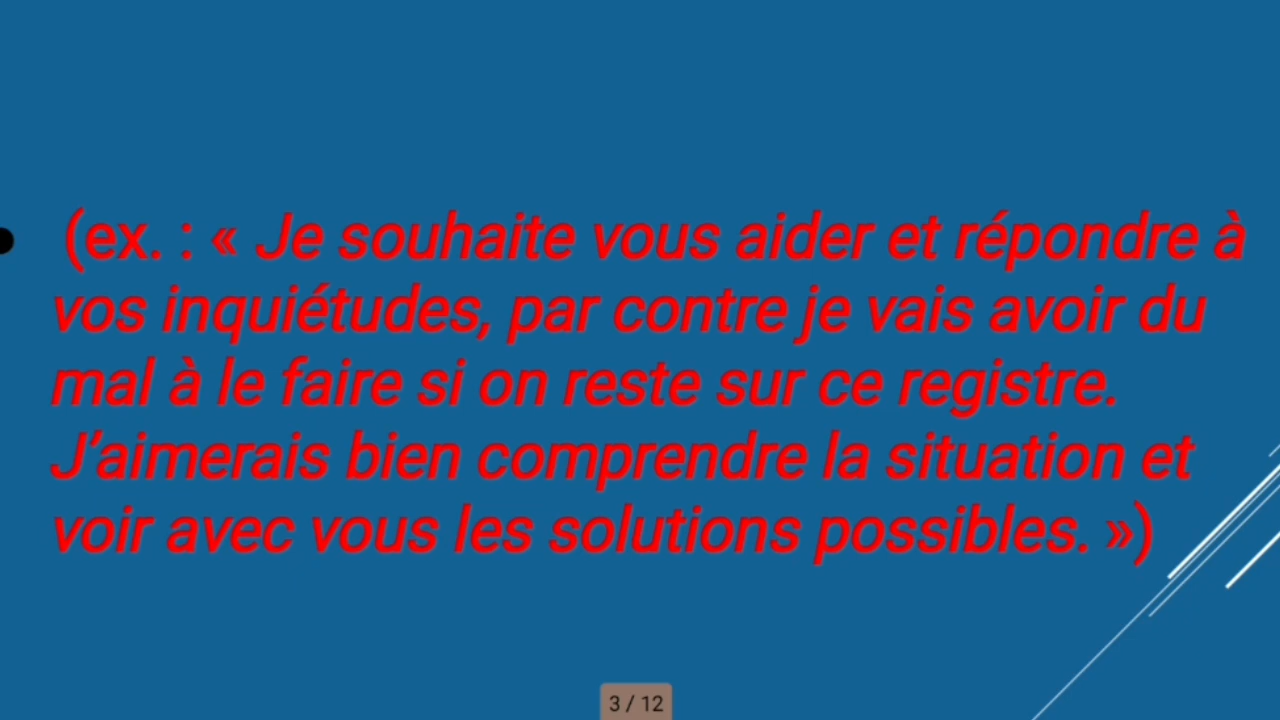 (ex. : « Je souhaite vous aider et répondre à
vos inquiétudes, par contre je vais avoir du
mal à le faire si on reste sur ce registre.
J’aimerais bien comprendre la situation et
voir avec vous les solutions possibles. »)
3 / 12